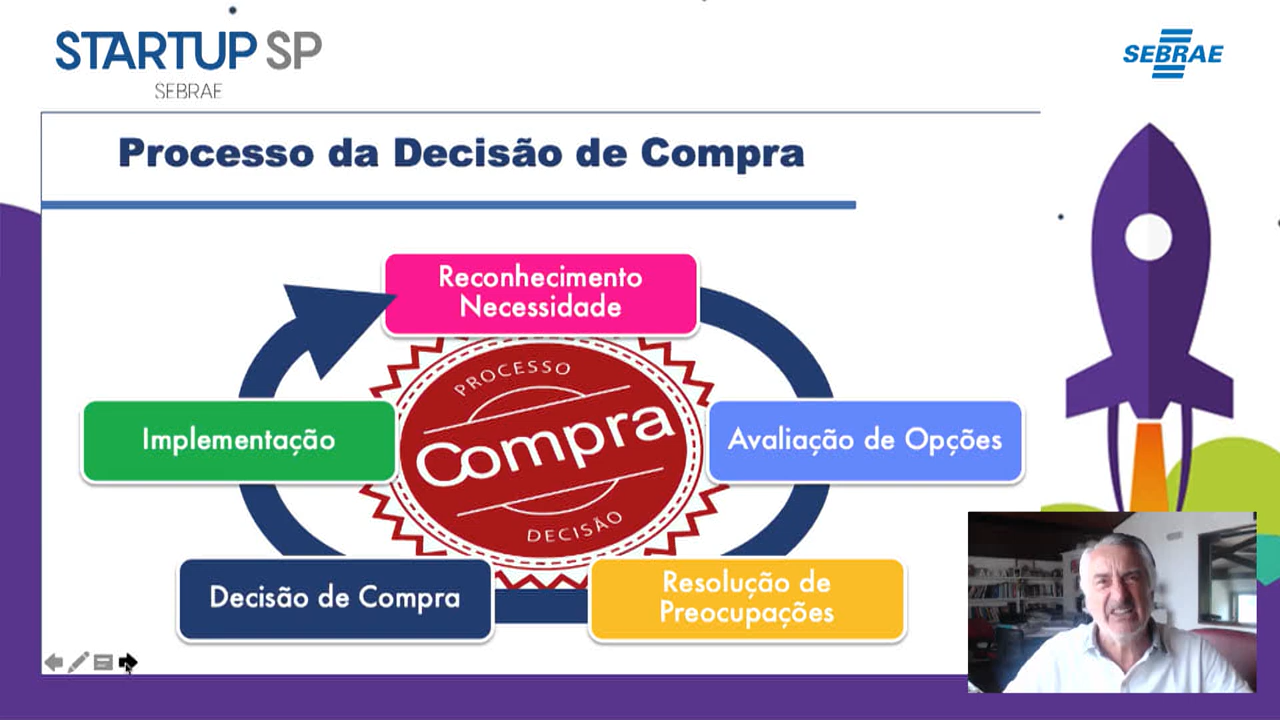 STARTUP SP
SEBRAE
SEBRAE
Processo da Decisão de Compra
Reconhecimento
Necessidade
Implementação
PROCESSO
Compra
DECISÃO
Avaliação de Opções
Decisão de Compra
Resolução de
Preocupações